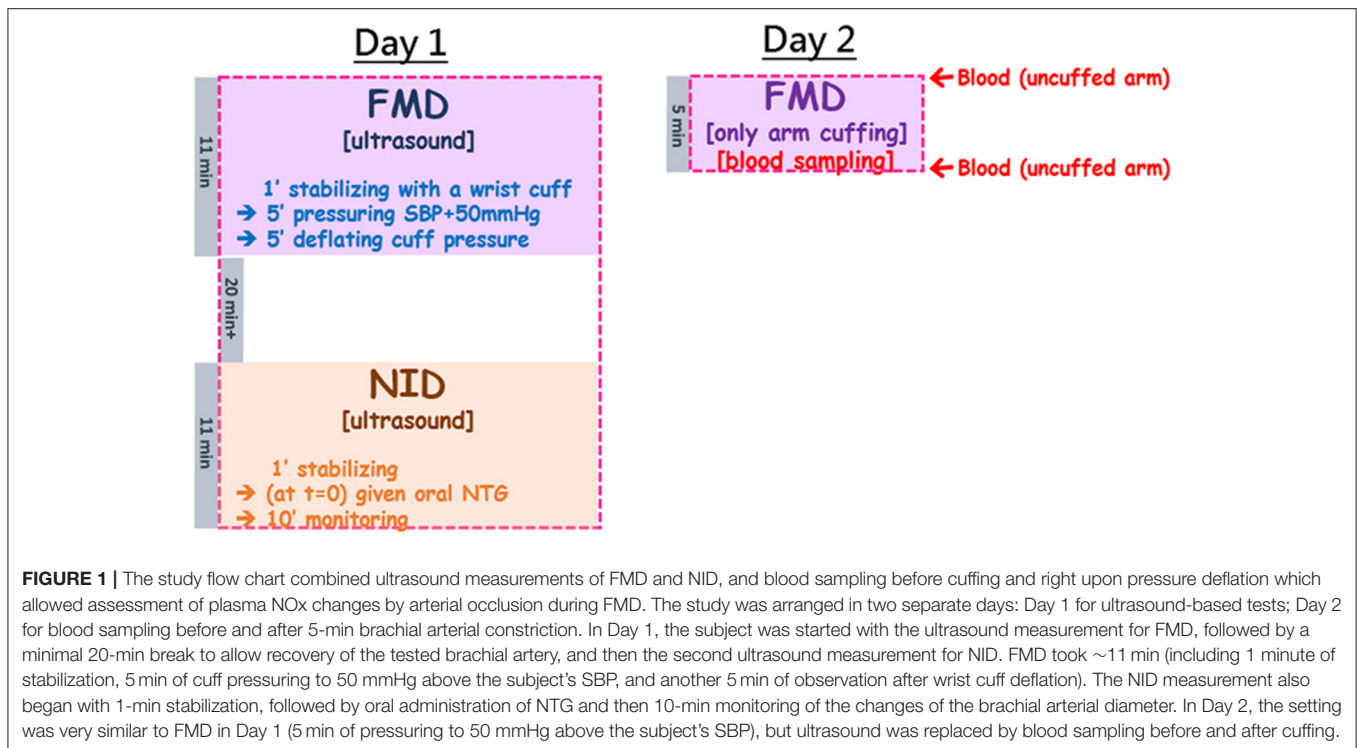 Day 1
11 min
FMD
[ultrasound]
1' stabilizing with a wrist cuff
→ 5' pressuring SBP+50mmHg
→ 5' deflating cuff pressure
20 min+
11 min
NID
[ultrasound]
1' stabilizing
→ (at t=0) given oral NTG
→ 10' monitoring
Day 2
5 min
FMD
[only arm cuffing]
[blood sampling]
← Blood (uncuffed arm)
← Blood (uncuffed arm)
FIGURE 1 | The study flow chart combined ultrasound measurements of FMD and NID, and blood sampling before cuffing and right upon pressure deflation which
allowed assessment of plasma NOx changes by arterial occlusion during FMD. The study was arranged in two separate days: Day 1 for ultrasound-based tests; Day 2
for blood sampling before and after 5-min brachial arterial constriction. In Day 1, the subject was started with the ultrasound measurement for FMD, followed by a
minimal 20-min break to allow recovery of the tested brachial artery, and then the second ultrasound measurement for NID. FMD took ~11 min (including 1 minute of
stabilization, 5 min of cuff pressuring to 50 mmHg above the subject's SBP, and another 5 min of observation after wrist cuff deflation). The NID measurement also
began with 1-min stabilization, followed by oral administration of NTG and then 10-min monitoring of the changes of the brachial arterial diameter. In Day 2, the setting
was very similar to FMD in Day 1 (5 min of pressuring to 50 mmHg above the subject's SBP), but ultrasound was replaced by blood sampling before and after cuffing.